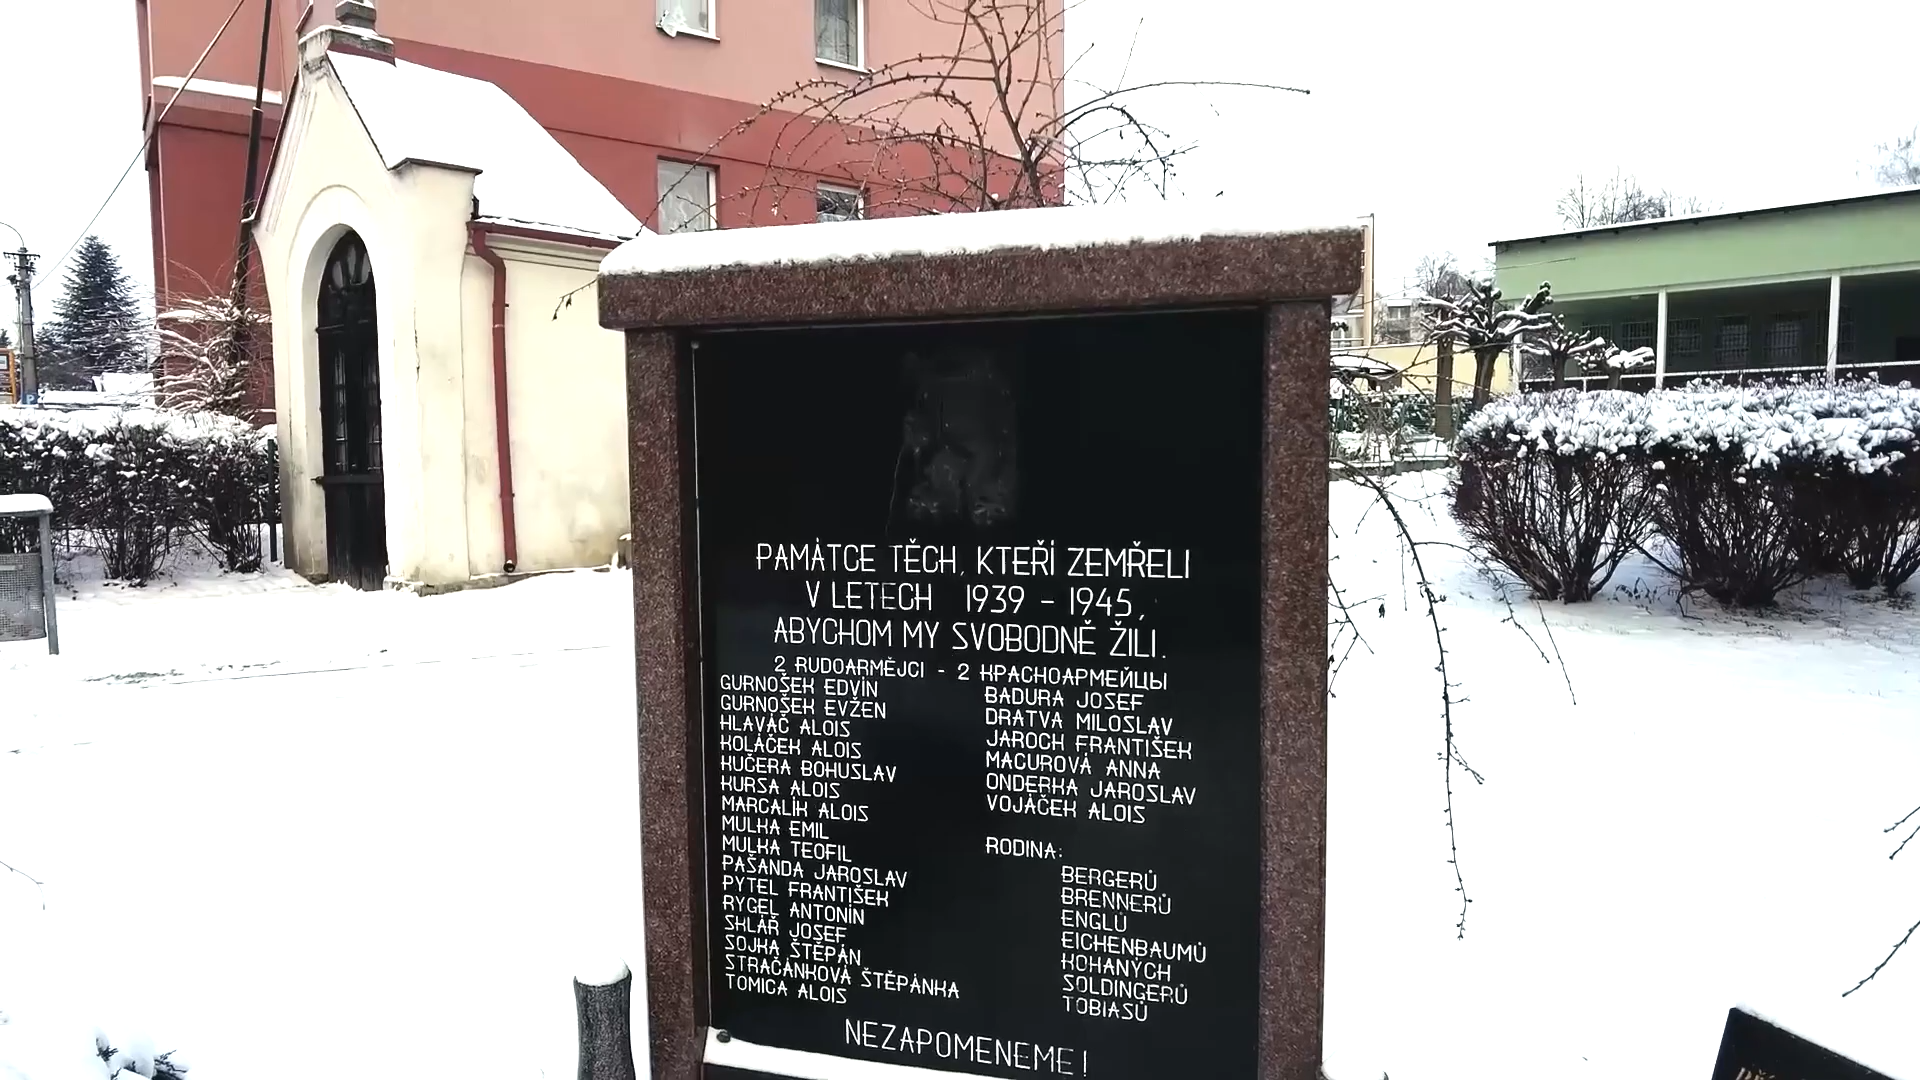 PAMÁTCE TĚCH, KTEŘÍ ZEMŘELI
V LETECH 1939 - 1945,
ABYCHOM MY SVOBODNĚ ŽILI.
2 RUDOARMĚJCI - 2 КРАСНОАРМЕЙЦЫ
GURNOŠEK EDVÍN
GURNOŠEK EVŽEN
HLAVÁČ ALOIS
KOLÁČEK ALOIS
KUČERA BOHUSLAV
KURSA ALOIS
MARCALÍK ALOIS
MULKA EMIL
MULKA TEOFIL
PAŠANDA JAROSLAV
PYTEL FRANTIŠEK
RYGEL ANTONÍN
SKLÁŘ JOSEF
SOJKA ŠTĚPÁN
STRAČÁNKOVÁ ŠTĚPÁNKA
TOMICA ALOIS
BADURA JOSEF
DRATVA MILOSLAV
JAROCH FRANTIŠEK
MACUROVÁ ANNA
ONDERKA JAROSLAV
VOJÁČEK ALOIS
RODINA:
BERGERŮ
BRENNERŮ
ENGLŮ
EICHENBAUMŮ
KOHANÝCH
SOLDINGERŮ
TOBIASŮ
NEZAPOMENEME!